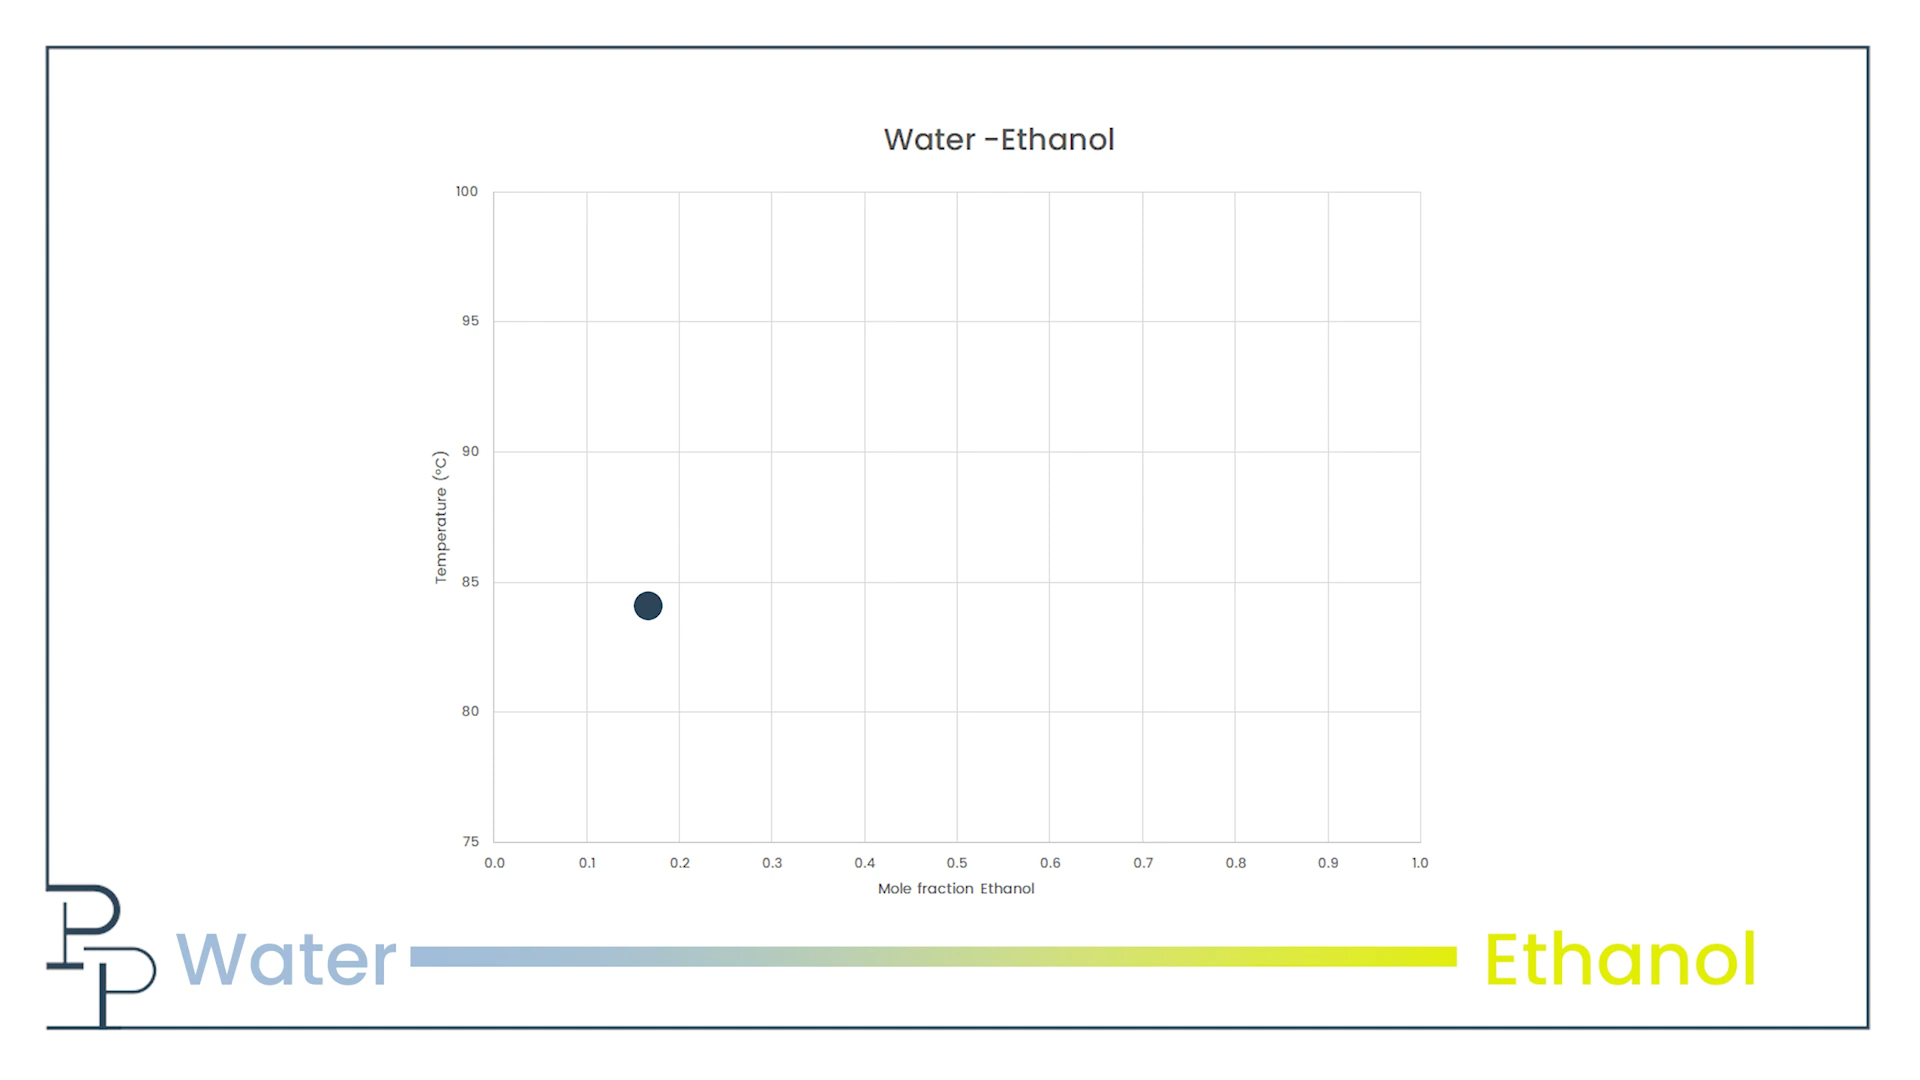 Water -Ethanol
100
95
90
85
80
75
Temperature (°C)
0.0 0.1 0.2 0.3 0.4 0.5 0.6 0.7 0.8 0.9 1.0
Mole fraction Ethanol
PP
Water Ethanol